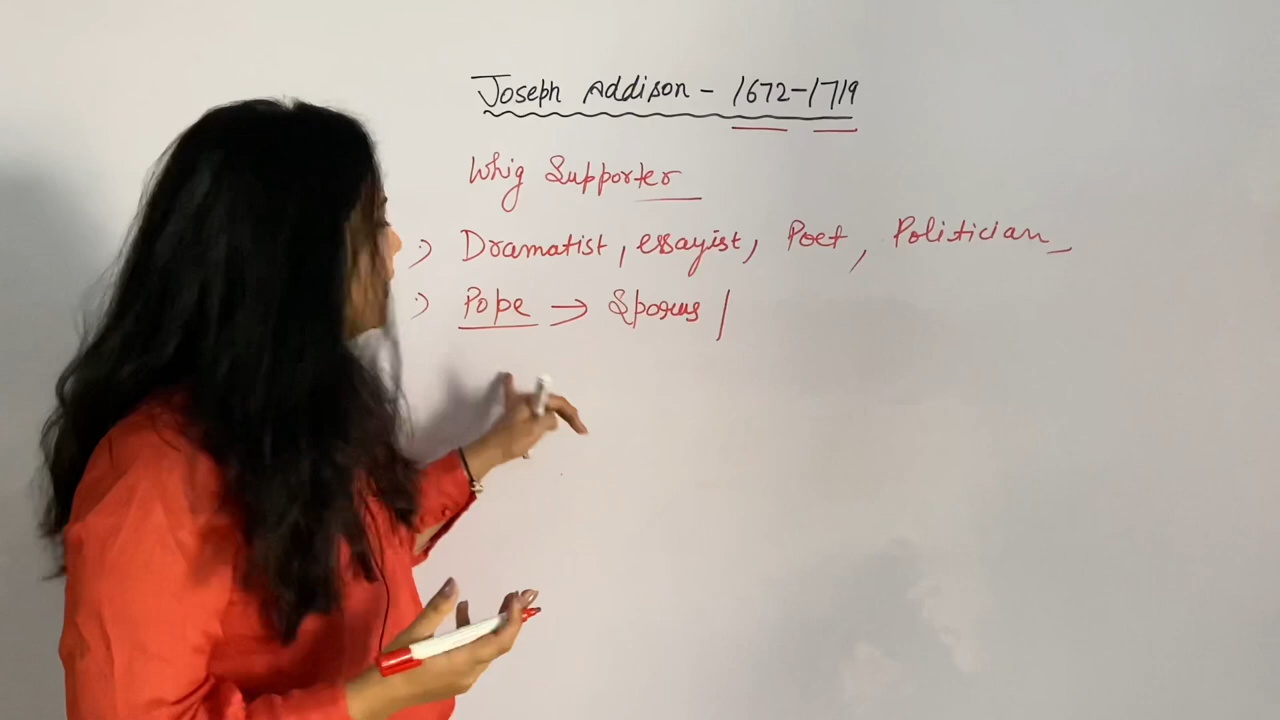 Joseph Addison - 1672-1719
Whig Supporter
:) Dramatist, essayist, Poet, Politician
:) Pope → Sporus /